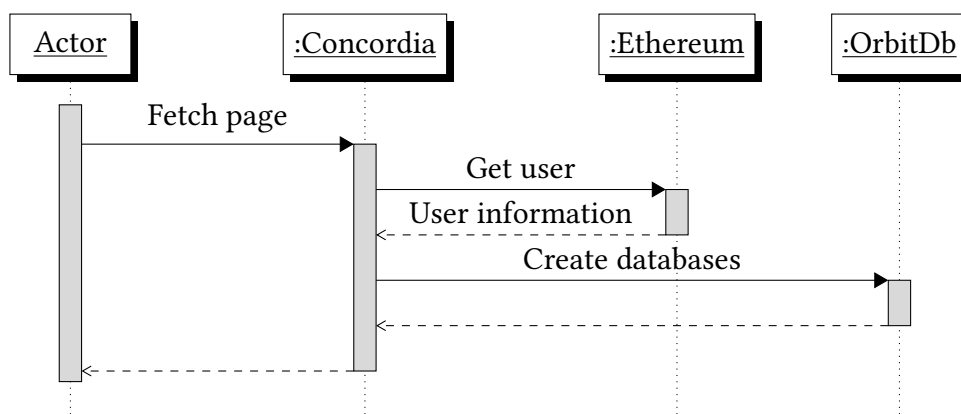 Actor
:Concordia
:Ethereum
:OrbitDb
Fetch page
Get user
User information
Create databases